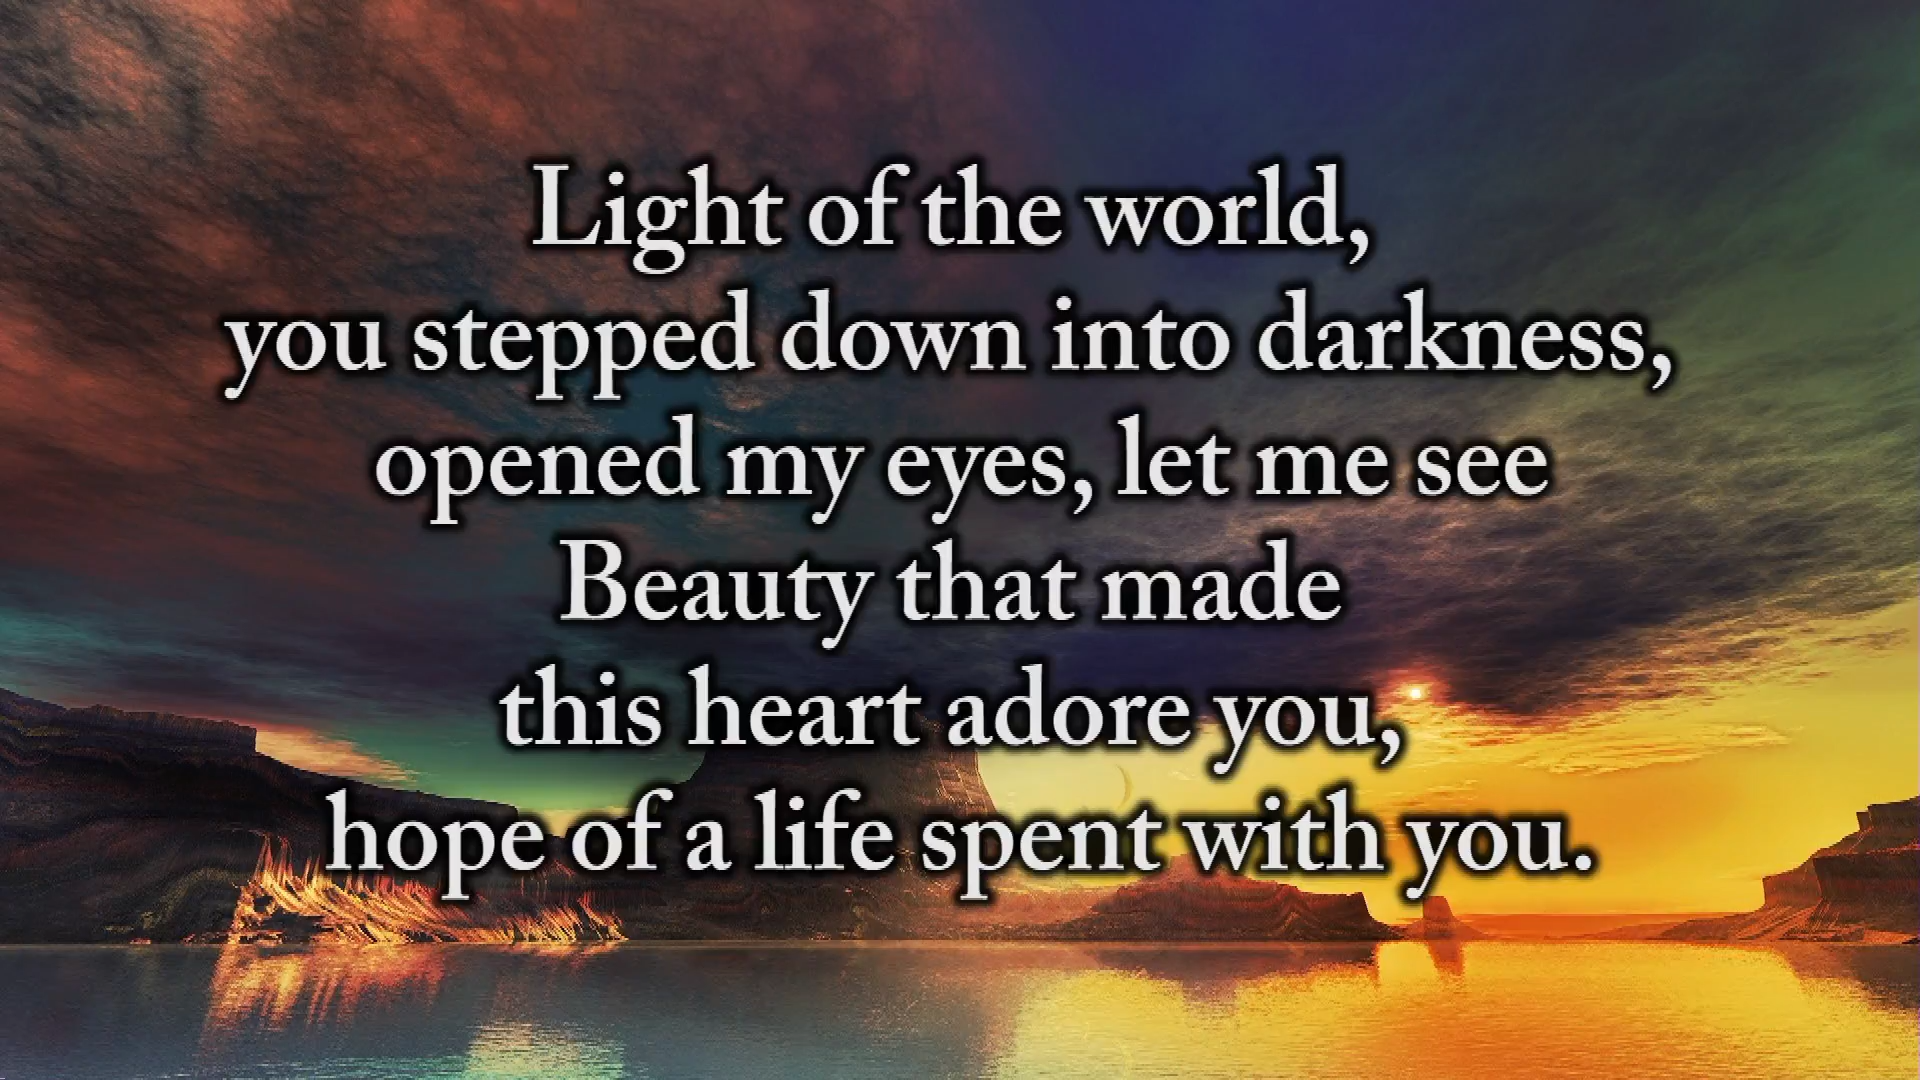 Light of the world,
you stepped down into darkness,
opened my eyes, let me see
Beauty that made
this heart adore you,
hope of a life spent with you.